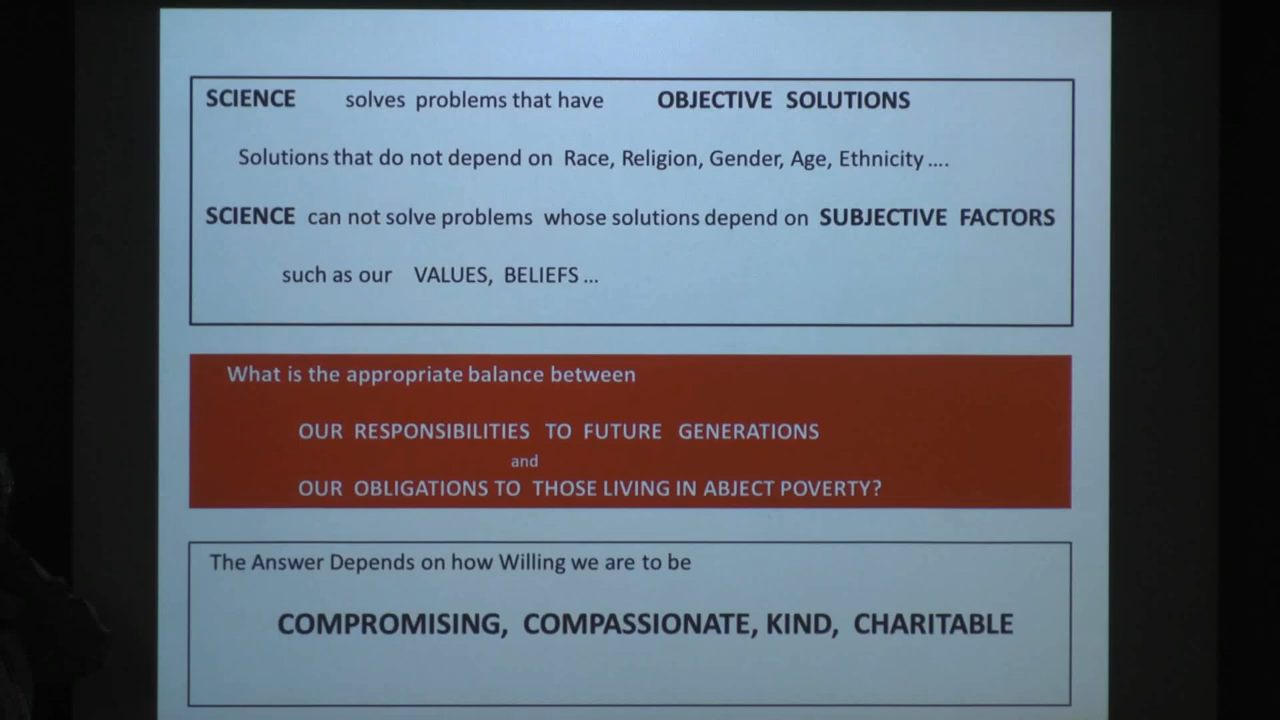 SCIENCE solves problems that have OBJECTIVE SOLUTIONS
Solutions that do not depend on Race, Religion, Gender, Age, Ethnicity ....
SCIENCE can not solve problems whose solutions depend on SUBJECTIVE FACTORS
such as our VALUES, BELIEFS ...
What is the appropriate balance between
OUR RESPONSIBILITIES TO FUTURE GENERATIONS
and
OUR OBLIGATIONS TO THOSE LIVING IN ABJECT POVERTY?
The Answer Depends on how Willing we are to be
COMPROMISING, COMPASSIONATE, KIND, CHARITABLE